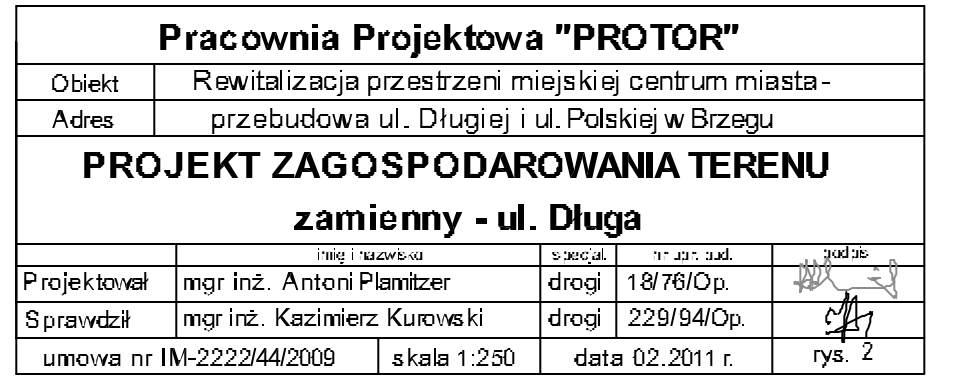 Pracownia Projektowa "PROTOR"
Obiekt Rewitalizacja przestrzeni miejskiej centrum miasta -
Adres przebudowa ul. Długiej i ul. Polskiej w Brzegu
PROJEKT ZAGOSPODAROWANIA TERENU
zamienny - ul. Długa
imię i nazwisko specjal. nr upr. bud. podpis
Projektował mgr inż. Antoni Plamitzer drogi 18/76/Op.
Sprawdził mgr inż. Kazimierz Kurowski drogi 229/94/Op.
umowa nr IM-2222/44/2009 skala 1:250 data 02.2011 r. rys. 2